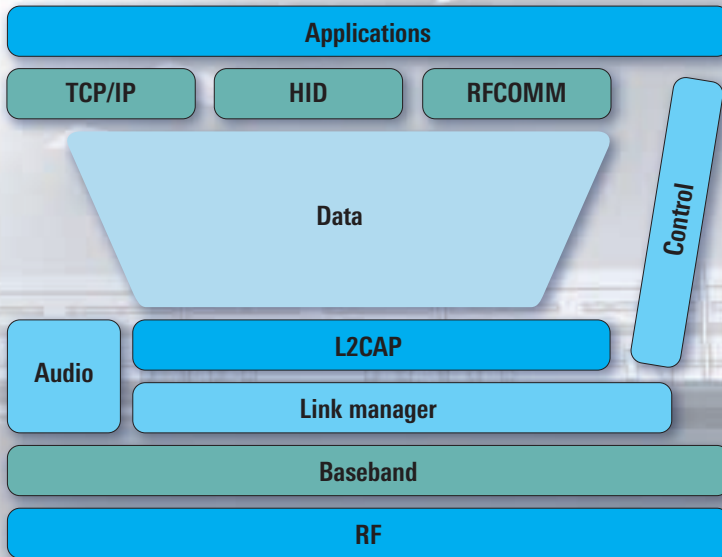 Applications
TCP/IP
HID
RFCOMM
Data
Control
L2CAP
Audio
Link manager
Baseband
RF